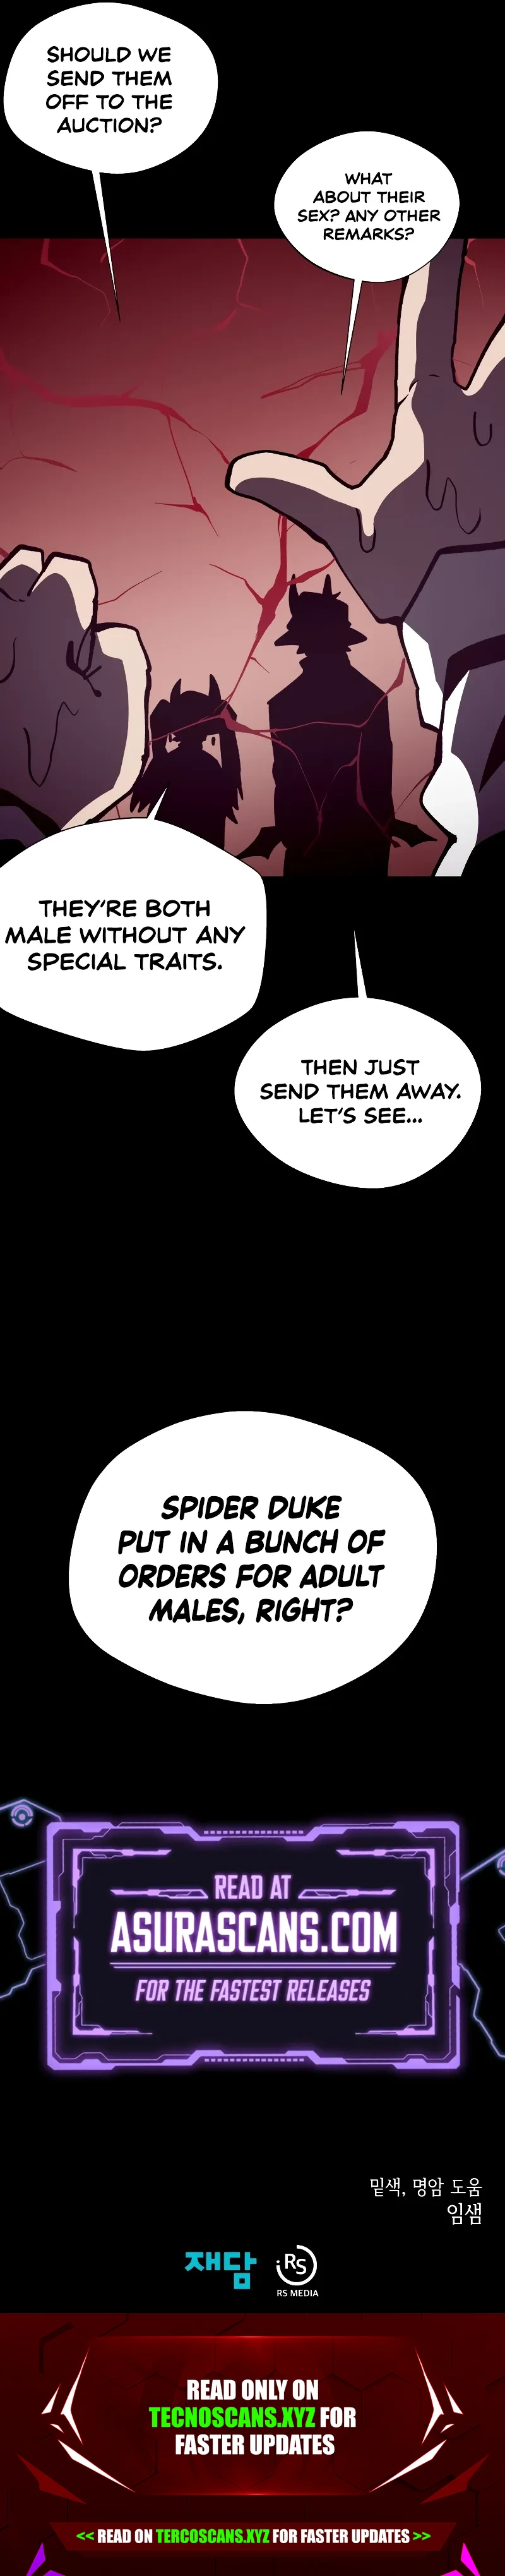 SHOULD WE
SEND THEM
OFF TO THE
AUCTION?
WHAT
ABOUT THEIR
SEX? ANY OTHER
REMARKS?
THEY'RE BOTH
MALE WITHOUT ANY
SPECIAL TRAITS.
THEN JUST
SEND THEM AWAY.
LET'S SEE...
SPIDER DUKE
PUT IN A BUNCH OF
ORDERS FOR ADULT
MALES, RIGHT?
READ AT
ASURASCANS.COM
FOR THE FASTEST RELEASES
밑색, 명암 도움
임샘
재담
RS
RS MEDIA
READ ONLY ON
TECNOSCANS.XYZ FOR
FASTER UPDATES
<< READ ON TERCOSCANS.XYZ FOR FASTER UPDATES >>